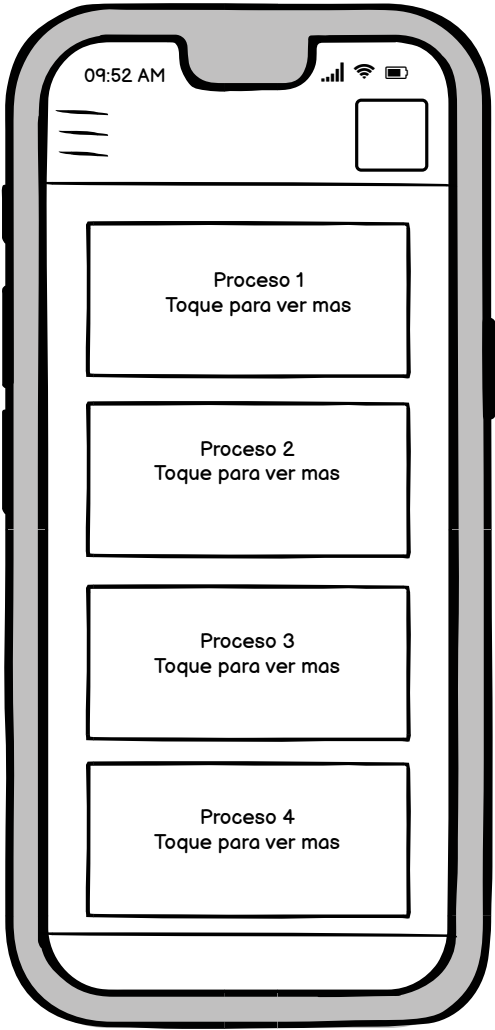 09:52 AM
Proceso 1
Toque para ver mas
Proceso 2
Toque para ver mas
Proceso 3
Toque para ver mas
Proceso 4
Toque para ver mas